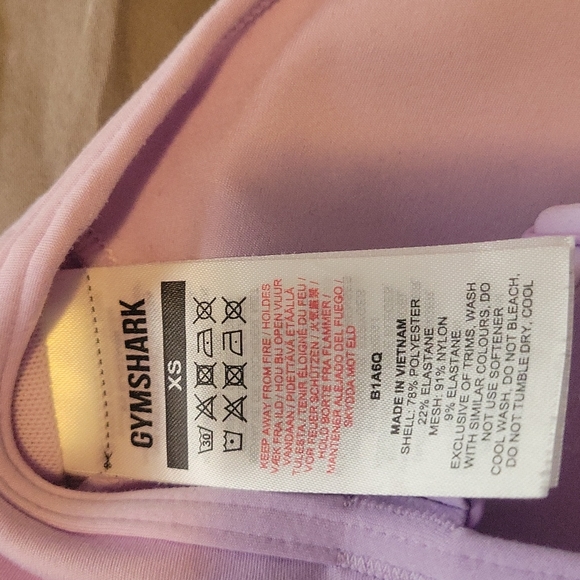 GYMSHARK
XS
30
KEEP AWAY FROM FIRE / HOLDES
VÆK FRA ILD / HOU BIJ OPEN VUUR
VANDAAN / PIDETTÄVÄ ETÄÄLLÄ
TULESTA / TENIR ÉLOIGNÉ DU FEU /
VOR FEUER SCHÜTZEN / 火気厳禁 /
HOLDS BORTE FRA FLAMMER /
MANTENER ALEJADO DEL FUEGO /
SKYDDA MOT ELD
B1A6Q
MADE IN VIETNAM
SHELL: 78% POLYESTER
22% ELASTANE
MESH: 91% NYLON
9% ELASTANE
EXCLUSIVE OF TRIMS, WASH
WITH SIMILAR COLOURS, DO
NOT USE SOFTENER
COOL WASH, DO NOT BLEACH,
DO NOT TUMBLE DRY, COOL